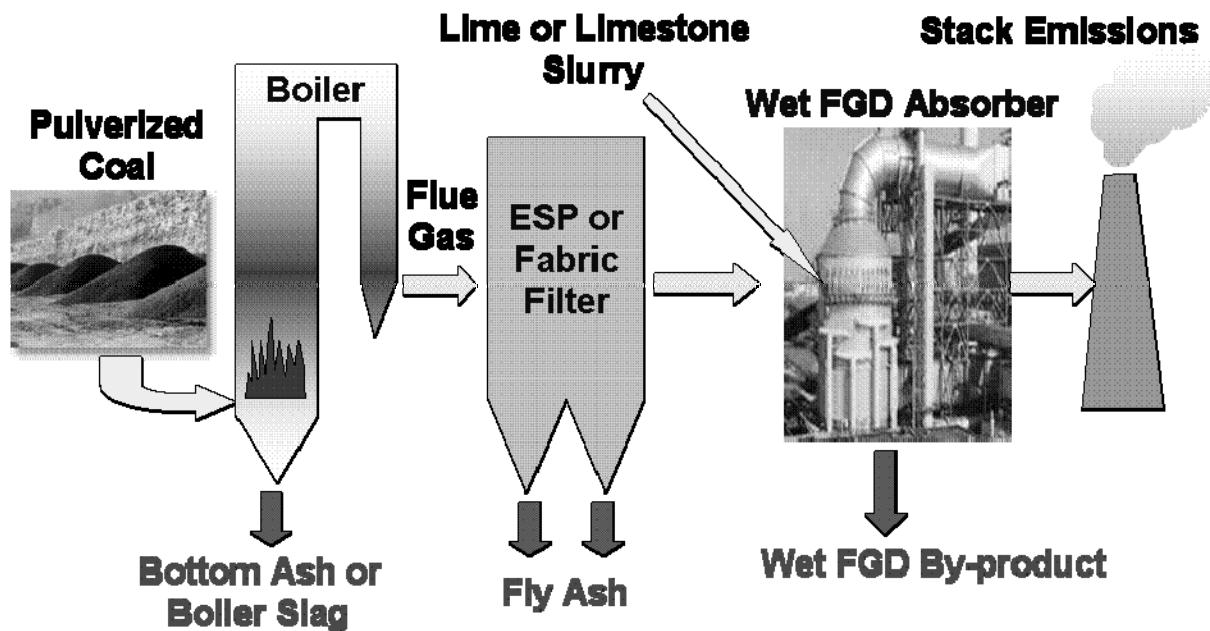 Pulverized
Coal
Boiler
Flue
Gas
ESP or
Fabric
Filter
Lime or Limestone
Slurry
Wet FGD Absorber
Stack Emissions
Bottom Ash or
Boiler Slag
Fly Ash
Wet FGD By-product